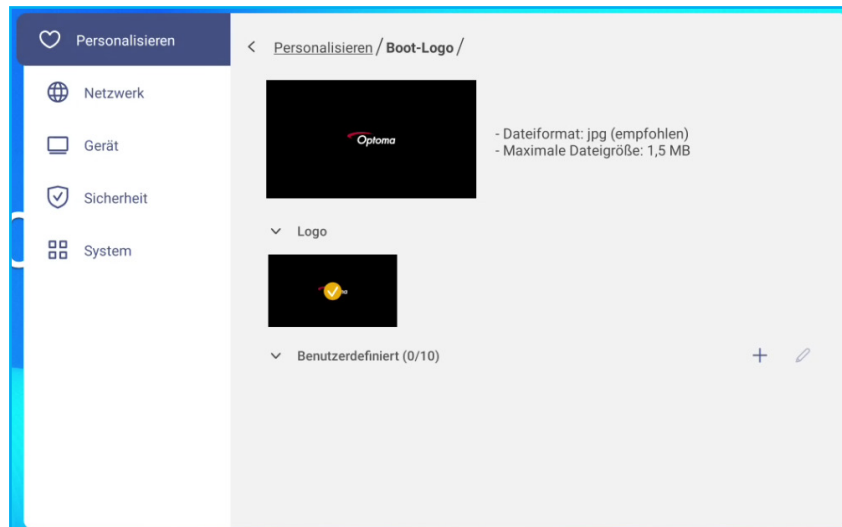 Personalisieren
Netzwerk
Gerät
Sicherheit
System
Personalisieren / Boot-Logo /
Optoma
- Dateiformat: jpg (empfohlen)
- Maximale Dateigröße: 1,5 MB
Logo
Benutzerdefiniert (0/10)